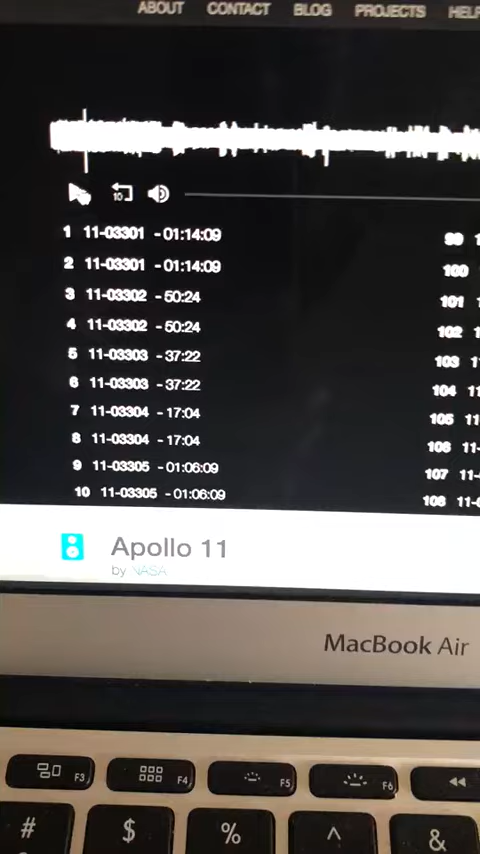 ABOUT CONTACT BLOG PROJECTS
10
1 11-03301 - 01:14:09
2 11-03301 - 01:14:09
3 11-03302 - 50:24
4 11-03302 - 50:24
5 11-03303 - 37:22
6 11-03303 - 37:22
7 11-03304 - 17:04
8 11-03304 - 17:04
9 11-03305 - 01:06:09
10 11-03305 - 01:06:09
99
100
101
102
103
104
105
106
107
108
Apollo 11
by NASA
MacBook Air
F3 F4 F5 F6
# $ % ^ &